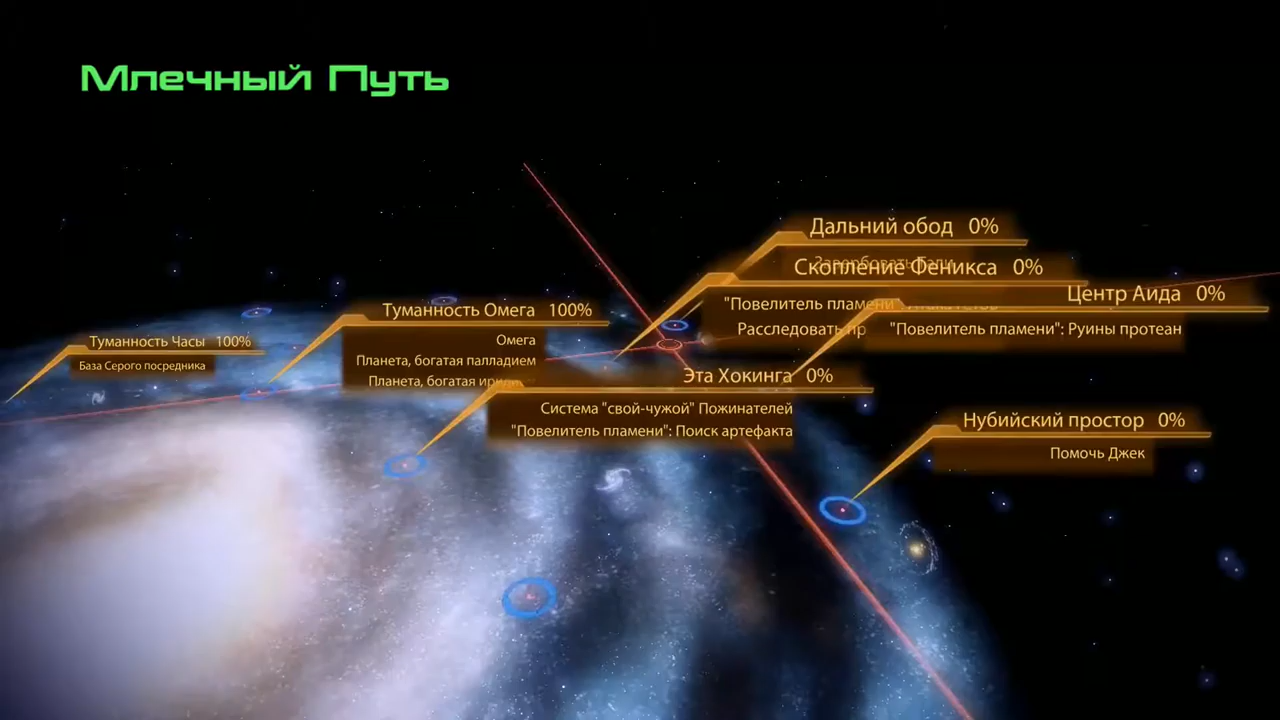 Млечный Путь
Дальний обод 0%
Завербовать Тали
Скопление Феникса 0%
"Повелитель пламени":
Расследовать
Центр Аида 0%
"Повелитель пламени": Руины протеан
Туманность Омега 100%
Омега
Планета, богатая палладием
Планета, богатая
Туманность Часы 100%
База Серого посредника
Эта Хокинга 0%
Система "свой-чужой" Пожинателей
"Повелитель пламени": Поиск артефакта
Нубийский простор 0%
Помочь Джек